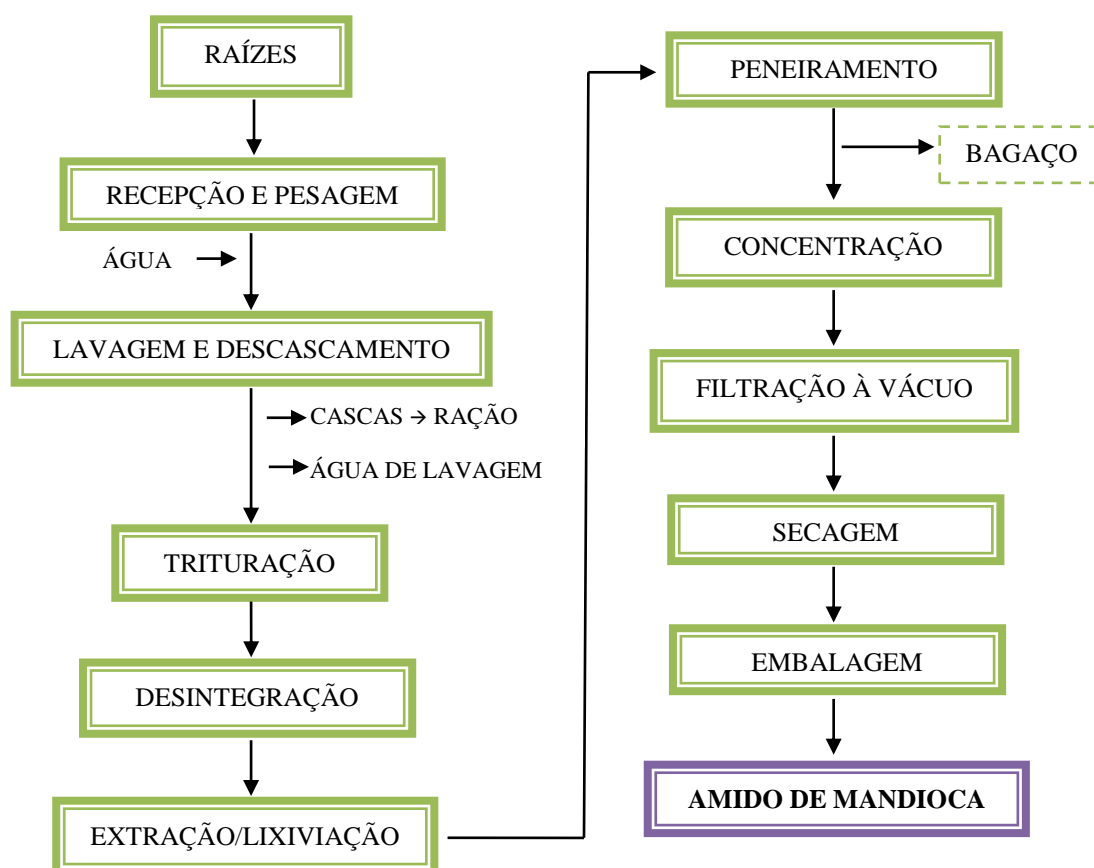 RAÍZES
RECEPÇÃO E PESAGEM
ÁGUA
LAVAGEM E DESCASCAMENTO
CASCAS → RAÇÃO
ÁGUA DE LAVAGEM
TRITURAÇÃO
DESINTEGRAÇÃO
EXTRAÇÃO/LIXIVIAÇÃO
PENEIRAMENTO
BAGAÇO
CONCENTRAÇÃO
FILTRAÇÃO À VÁCUO
SECAGEM
EMBALAGEM
AMIDO DE MANDIOCA